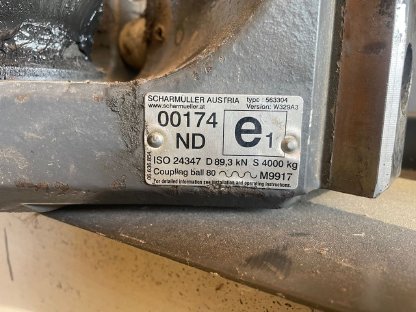 SCHARMÜLLER AUSTRIA type: 563304
www.scharmueller.at Version: W329A3
00174 e1
ND
ISO 24347 D 89,3 kN S 4000 kg
Coupling ball 80 M9917
For detailed information see installation and operating instructions